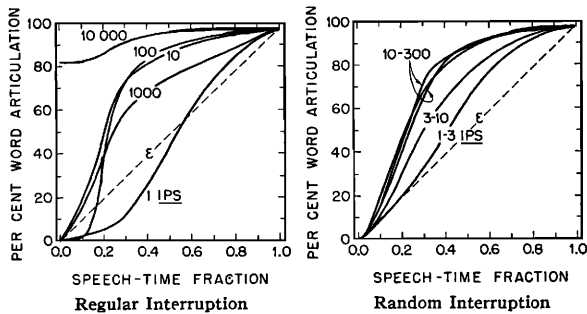 PER CENT WORD ARTICULATION
100
80
60
40
20
0
10 000
100
10
1000
ε
1 IPS
0.0 0.2 0.4 0.6 0.8 1.0
SPEECH-TIME FRACTION
Regular Interruption
PER CENT WORD ARTICULATION
100
80
60
40
20
0
10-300
3-10
ε
1-3 IPS
0.0 0.2 0.4 0.6 0.8 1.0
SPEECH-TIME FRACTION
Random Interruption